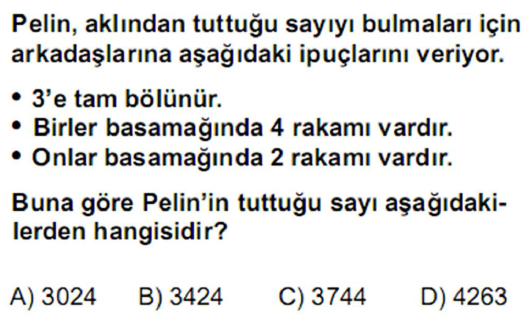 Pelin, aklından tuttuğu sayıyı bulmaları için
arkadaşlarına aşağıdaki ipuçlarını veriyor.
• 3’e tam bölünür.
• Birler basamağında 4 rakamı vardır.
• Onlar basamağında 2 rakamı vardır.
Buna göre Pelin’in tuttuğu sayı aşağıdaki-
lerden hangisidir?
A) 3024 B) 3424 C) 3744 D) 4263